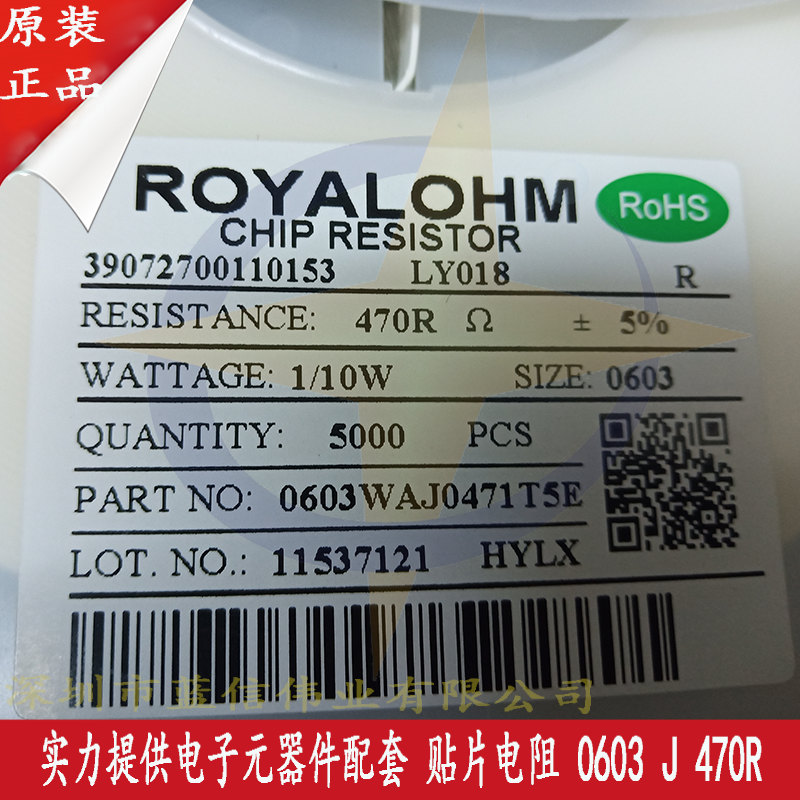 原装
正品
ROYALOHM
RoHS
CHIP RESISTOR
39072700110153 LY018 R
RESISTANCE: 470R Ω ± 5%
WATTAGE: 1/10W SIZE: 0603
QUANTITY: 5000 PCS
PART NO: 0603WAJ0471T5E
LOT. NO.: 11537121 HYLX
深圳市蓝信伟业有限公司
实力提供电子元器件配套 贴片电阻 0603 J 470R